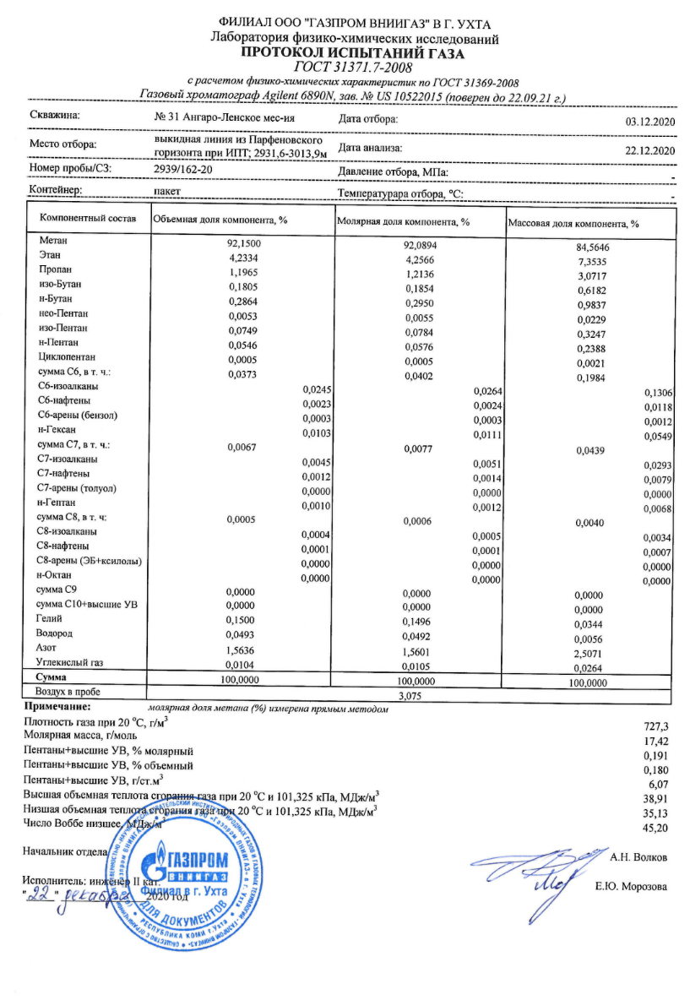 ФИЛИАЛ ООО "ГАЗПРОМ ВНИИГАЗ" В Г. УХТА
Лаборатория физико-химических исследований
ПРОТОКОЛ ИСПЫТАНИЙ ГАЗА
ГОСТ 31371.7-2008
с расчетом физико-химических характеристик по ГОСТ 31369-2008
Газовый хроматограф Agilent 6890N, зав. № US 10522015 (поверен до 22.09.21 г.)
Скважина: № 31 Ангаро-Ленское мес-ия Дата отбора: 03.12.2020
Место отбора: выкидная линия из Парфеновского горизонта при ИПТ; 2931,6-3013,9м Дата анализа: 22.12.2020
Номер пробы/СЗ: 2939/162-20 Давление отбора, МПа: -
Контейнер: пакет Температурара отбора, °С: -
Компонентный состав Объемная доля компонента, % Молярная доля компонента, % Массовая доля компонента, %
Метан 92,1500 92,0894 84,5646
Этан 4,2334 4,2566 7,3535
Пропан 1,1965 1,2136 3,0717
изо-Бутан 0,1805 0,1854 0,6182
н-Бутан 0,2864 0,2950 0,9837
нео-Пентан 0,0053 0,0055 0,0229
изо-Пентан 0,0749 0,0784 0,3247
н-Пентан 0,0546 0,0576 0,2388
Циклопентан 0,0005 0,0005 0,0021
сумма С6, в т. ч.: 0,0373 0,0402 0,1984
С6-изоалканы 0,0245 0,0264 0,1306
С6-нафтены 0,0023 0,0024 0,0118
С6-арены (бензол) 0,0003 0,0003 0,0012
н-Гексан 0,0103 0,0111 0,0549
сумма С7, в т. ч.: 0,0067 0,0077 0,0439
С7-изоалканы 0,0045 0,0051 0,0293
С7-нафтены 0,0012 0,0014 0,0079
С7-арены (толуол) 0,0000 0,0000 0,0000
н-Гептан 0,0010 0,0012 0,0068
сумма С8, в т. ч: 0,0005 0,0006 0,0040
С8-изоалканы 0,0004 0,0005 0,0034
С8-нафтены 0,0001 0,0001 0,0007
С8-арены (ЭБ+ксилолы) 0,0000 0,0000 0,0000
н-Октан 0,0000 0,0000 0,0000
сумма С9 0,0000 0,0000 0,0000
сумма С10+высшие УВ 0,0000 0,0000 0,0000
Гелий 0,1500 0,1496 0,0344
Водород 0,0493 0,0492 0,0056
Азот 1,5636 1,5601 2,5071
Углекислый газ 0,0104 0,0105 0,0264
Сумма 100,0000 100,0000 100,0000
Воздух в пробе 3,075
Примечание: молярная доля метана (%) измерена прямым методом
Плотность газа при 20 °С, г/м³ 727,3
Молярная масса, г/моль 17,42
Пентаны+высшие УВ, % молярный 0,191
Пентаны+высшие УВ, % объемный 0,180
Пентаны+высшие УВ, г/ст.м³ 6,07
Высшая объемная теплота сгорания газа при 20 °С и 101,325 кПа, МДж/м³ 38,91
Низшая объемная теплота сгорания газа при 20 °С и 101,325 кПа, МДж/м³ 35,13
Число Воббе низшее, МДж/м³ 45,20
Начальник отдела А.Н. Волков
Исполнитель: инженер II кат. Е.Ю. Морозова
"22" декабря 2020 год
ГАЗПРОМ
ВНИИГАЗ
Филиал в г. Ухта
ДЛЯ ДОКУМЕНТОВ
РЕСПУБЛИКА КОМИ г. Ухта